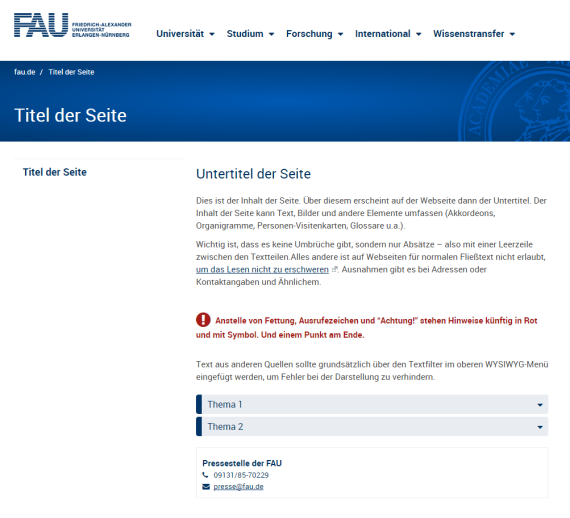 FAU FRIEDRICH-ALEXANDER
UNIVERSITÄT
ERLANGEN-NÜRNBERG
Universität Studium Forschung International Wissenstransfer
fau.de / Titel der Seite
Titel der Seite
ACADEMIAE
Titel der Seite
Untertitel der Seite
Dies ist der Inhalt der Seite. Über diesem erscheint auf der Webseite dann der Untertitel. Der
Inhalt der Seite kann Text, Bilder und andere Elemente umfassen (Akkordeons,
Organigramme, Personen-Visitenkarten, Glossare u.a.).
Wichtig ist, dass es keine Umbrüche gibt, sondern nur Absätze – also mit einer Leerzeile
zwischen den Textteilen.Alles andere ist auf Webseiten für normalen Fließtext nicht erlaubt,
um das Lesen nicht zu erschweren. Ausnahmen gibt es bei Adressen oder
Kontaktangaben und Ähnlichem.
Anstelle von Fettung, Ausrufezeichen und "Achtung!" stehen Hinweise künftig in Rot
und mit Symbol. Und einem Punkt am Ende.
Text aus anderen Quellen sollte grundsätzlich über den Textfilter im oberen WYSIWYG-Menü
eingefügt werden, um Fehler bei der Darstellung zu verhindern.
Thema 1
Thema 2
Pressestelle der FAU
09131/85-70229
presse@fau.de